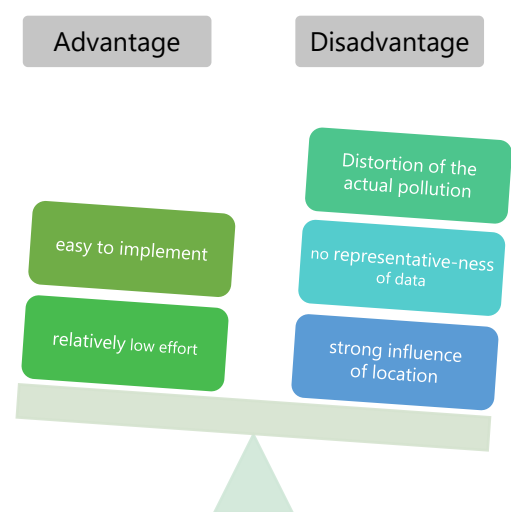 Advantage
Disadvantage
Distortion of the
actual pollution
easy to implement
no representative-ness
of data
relatively low effort
strong influence
of location